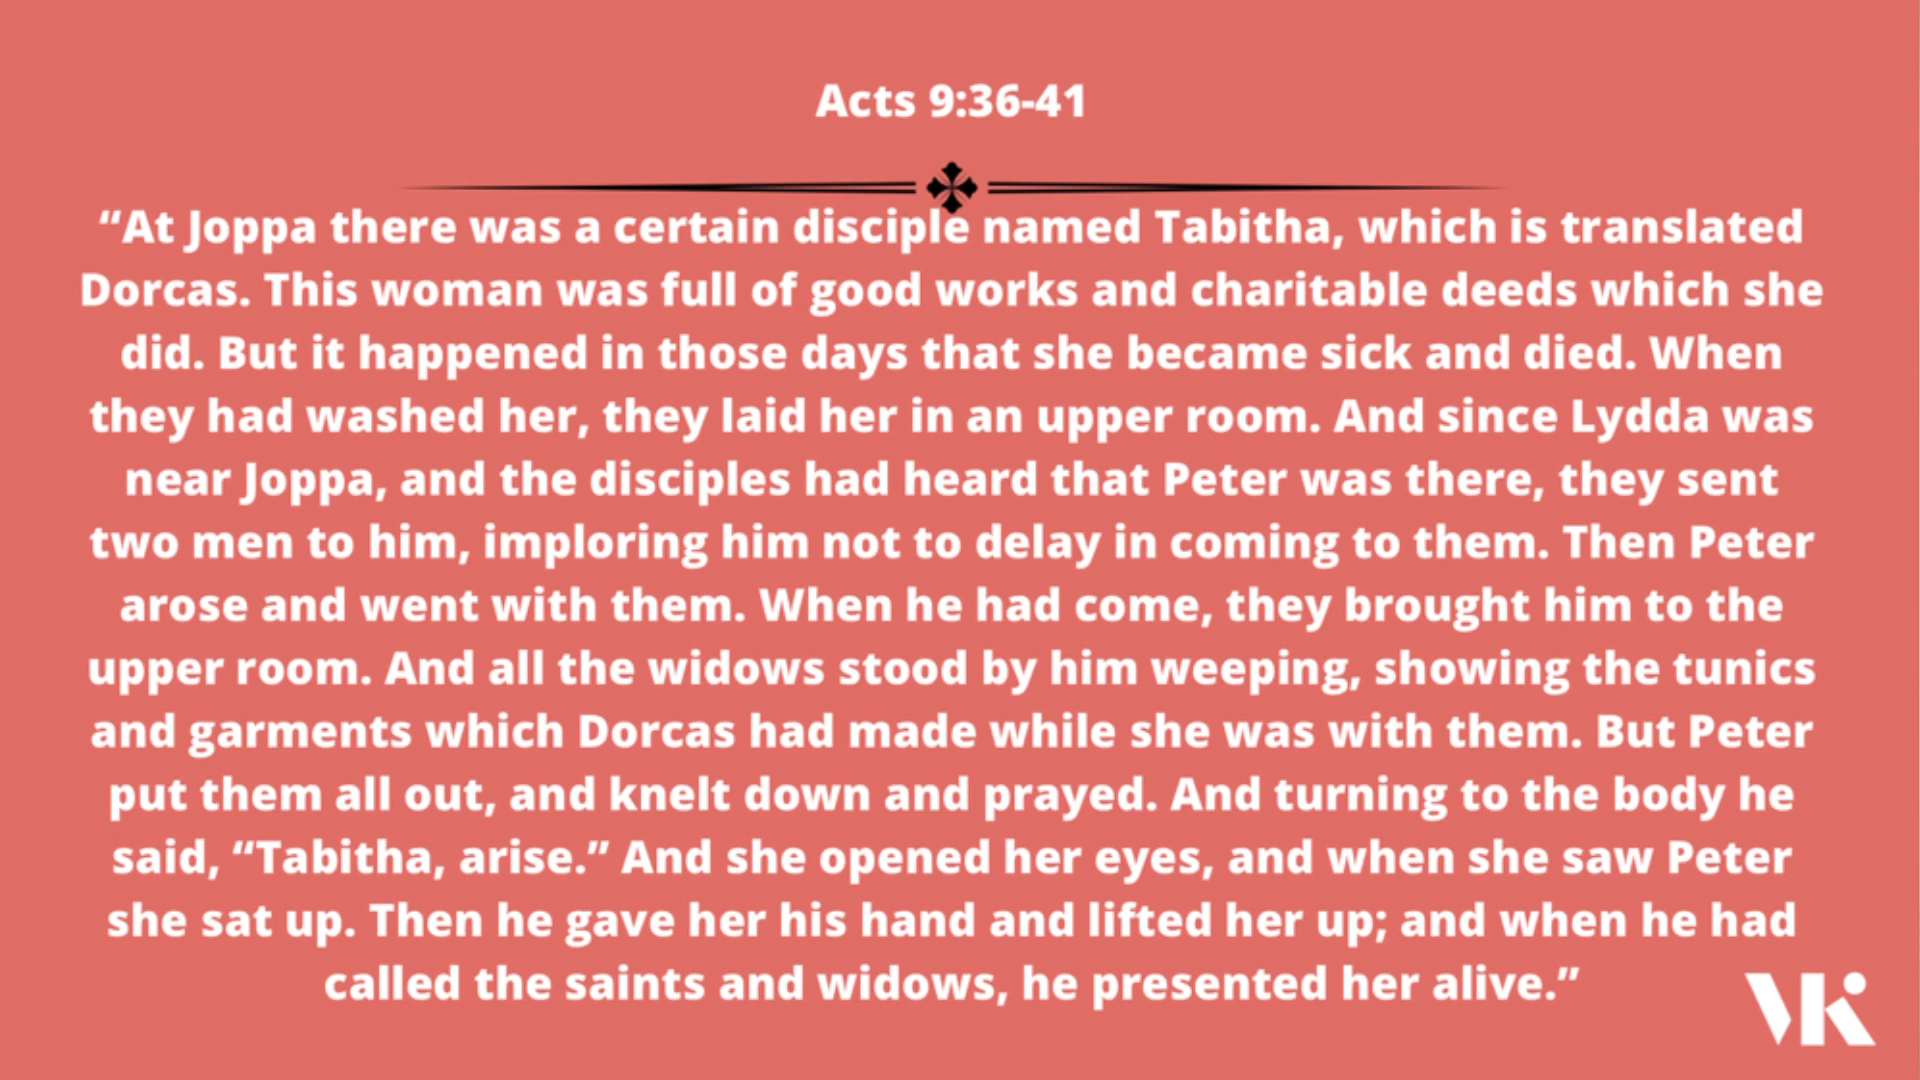 Acts 9:36-41
“At Joppa there was a certain disciple named Tabitha, which is translated
Dorcas. This woman was full of good works and charitable deeds which she
did. But it happened in those days that she became sick and died. When
they had washed her, they laid her in an upper room. And since Lydda was
near Joppa, and the disciples had heard that Peter was there, they sent
two men to him, imploring him not to delay in coming to them. Then Peter
arose and went with them. When he had come, they brought him to the
upper room. And all the widows stood by him weeping, showing the tunics
and garments which Dorcas had made while she was with them. But Peter
put them all out, and knelt down and prayed. And turning to the body he
said, “Tabitha, arise.” And she opened her eyes, and when she saw Peter
she sat up. Then he gave her his hand and lifted her up; and when he had
called the saints and widows, he presented her alive.”
VK